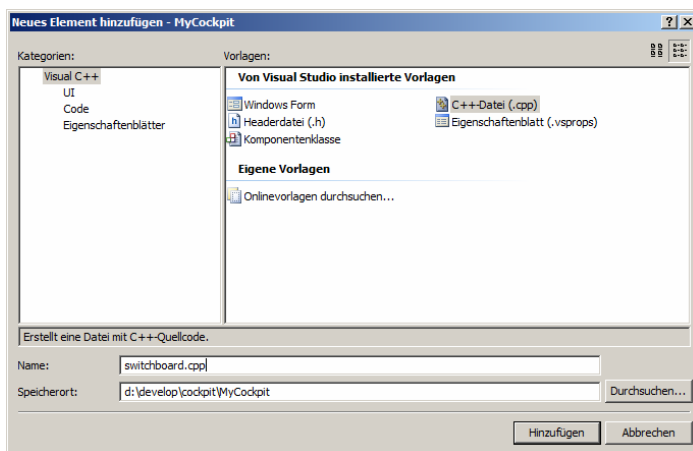 Neues Element hinzufügen - MyCockpit
Kategorien:
Vorlagen:
Visual C++
UI
Code
Eigenschaftenblätter
Von Visual Studio installierte Vorlagen
Windows Form
C++-Datei (.cpp)
Headerdatei (.h)
Eigenschaftenblatt (.vsprops)
Komponentenklasse
Eigene Vorlagen
Onlinevorlagen durchsuchen...
Erstellt eine Datei mit C++-Quellcode.
Name:
switchboard.cpp
Speicherort:
d:\develop\cockpit\MyCockpit
Durchsuchen...
Hinzufügen
Abbrechen